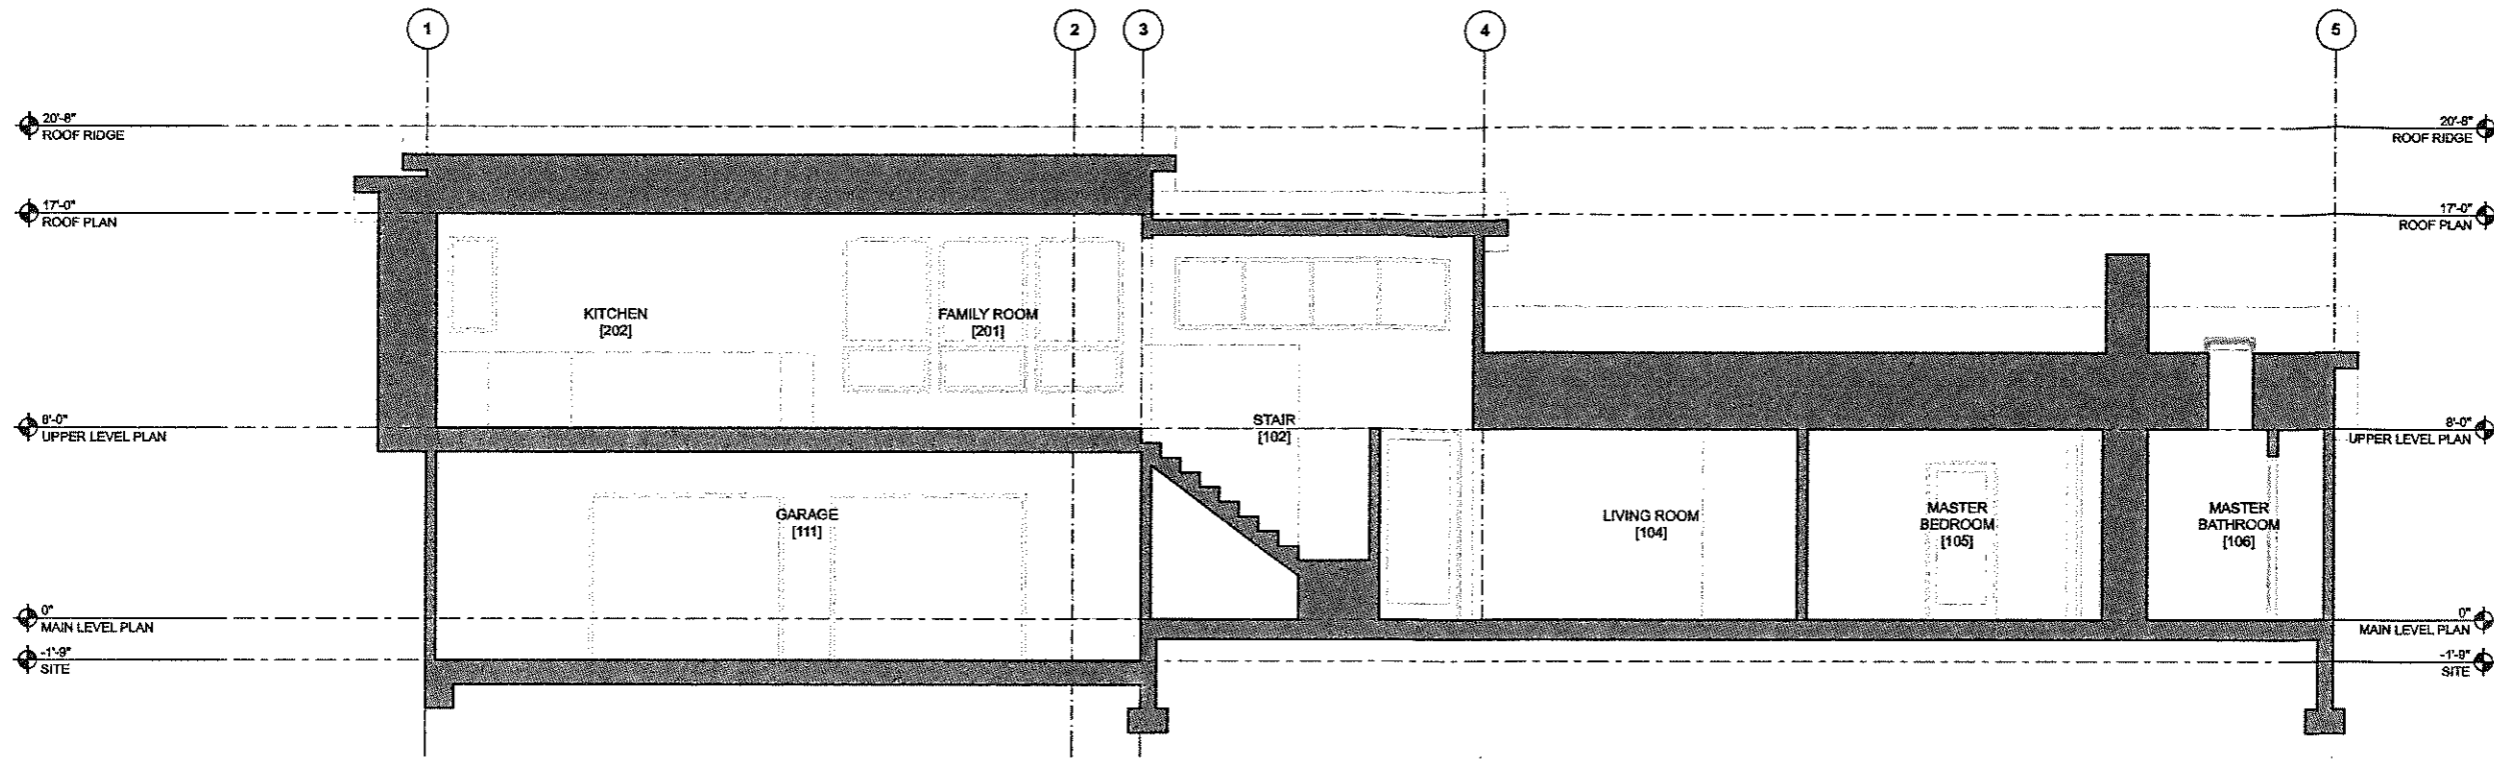 1
2
3
4
5
20'-8"
ROOF RIDGE
20'-8"
ROOF RIDGE
17'-0"
ROOF PLAN
17'-0"
ROOF PLAN
KITCHEN
[202]
FAMILY ROOM
[201]
STAIR
[102]
8'-0"
UPPER LEVEL PLAN
8'-0"
UPPER LEVEL PLAN
GARAGE
[111]
LIVING ROOM
[104]
MASTER
BEDROOM
[105]
MASTER
BATHROOM
[106]
0"
MAIN LEVEL PLAN
0"
MAIN LEVEL PLAN
-1'-9"
SITE
-1'-9"
SITE